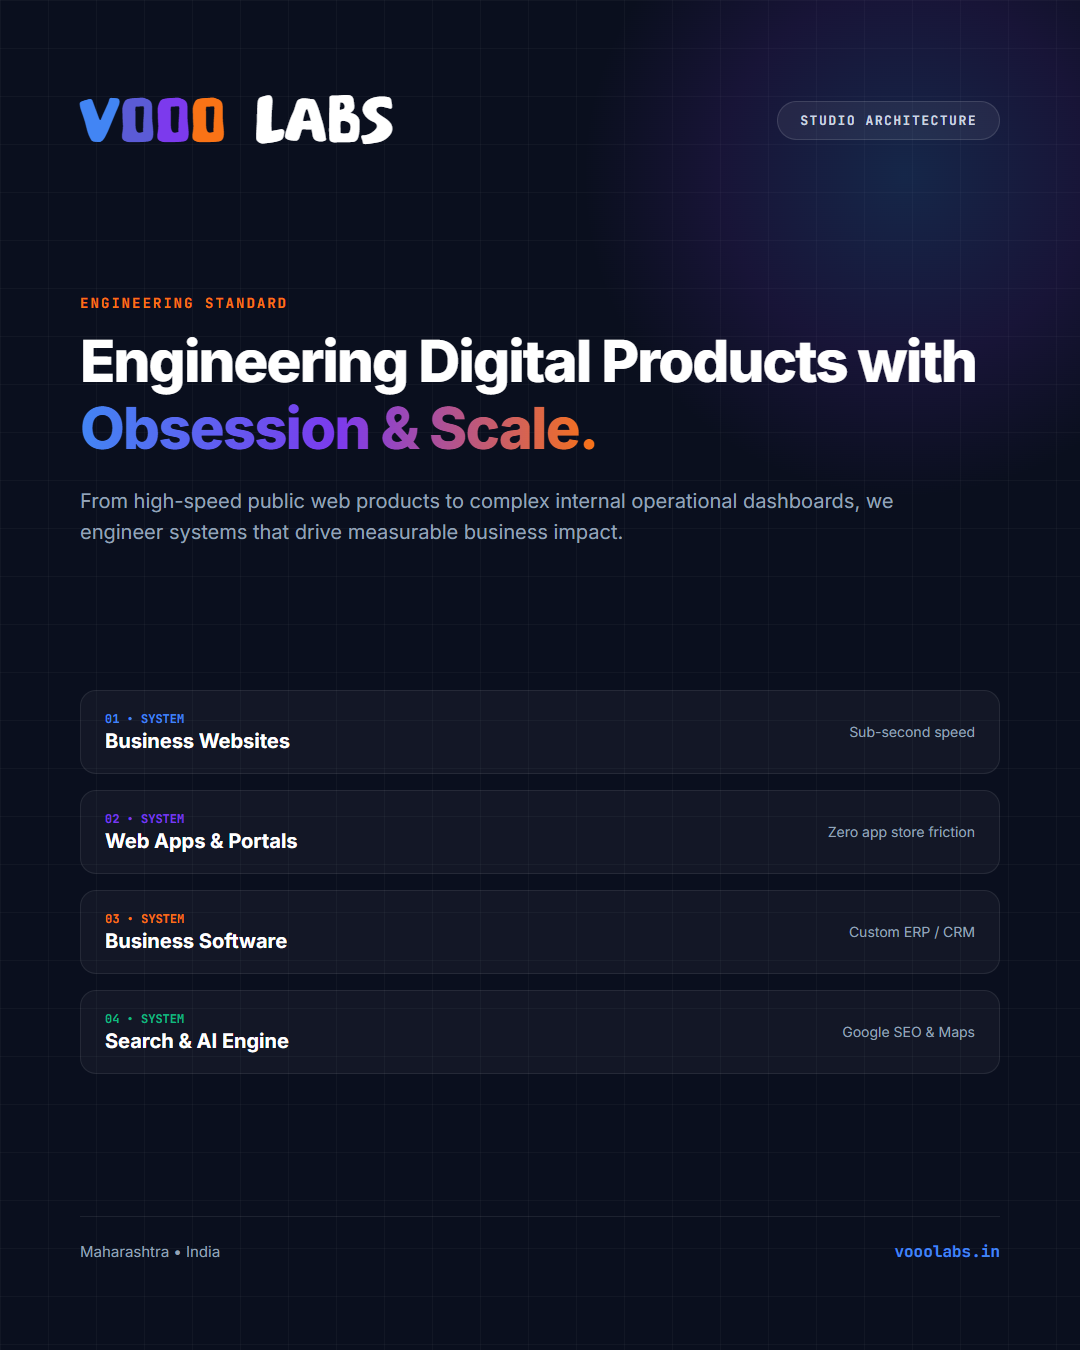 VOOO LABS
STUDIO ARCHITECTURE
ENGINEERING STANDARD
Engineering Digital Products with
Obsession & Scale.
From high-speed public web products to complex internal operational dashboards, we
engineer systems that drive measurable business impact.
01 • SYSTEM
Business Websites
Sub-second speed
02 • SYSTEM
Web Apps & Portals
Zero app store friction
03 • SYSTEM
Business Software
Custom ERP / CRM
04 • SYSTEM
Search & AI Engine
Google SEO & Maps
Maharashtra • India
vooolabs.in